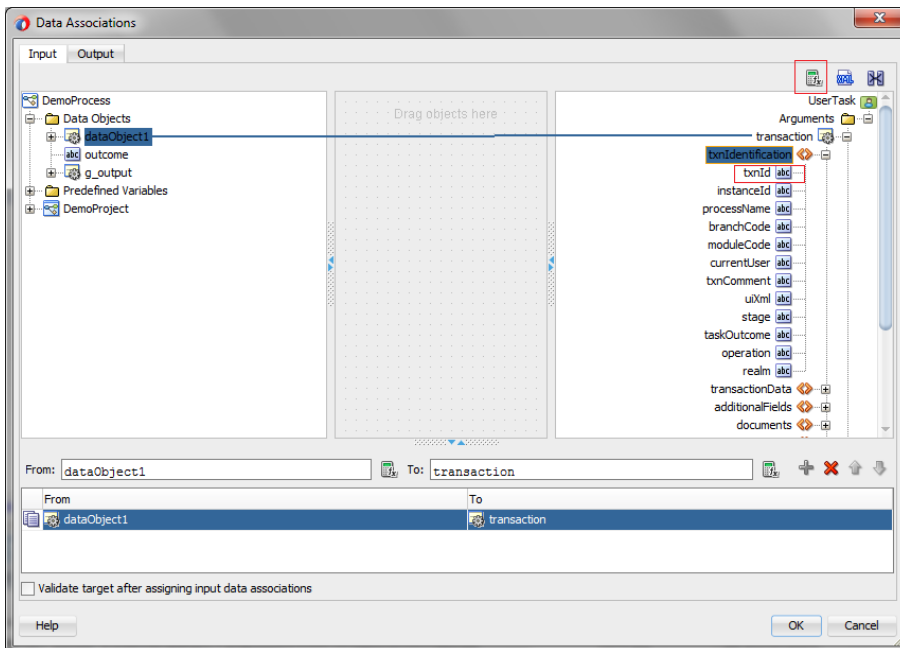 Data Associations
Input Output
DemoProcess
Data Objects
dataObject1
outcome
g_output
Predefined Variables
DemoProject
Drag objects here
UserTask
Arguments
transaction
txnIdentification
txnId
instanceId
processName
branchCode
moduleCode
currentUser
txnComment
uiXml
stage
taskOutcome
operation
realm
transactionData
additionalFields
documents
From: dataObject1 To: transaction
From To
dataObject1 transaction
Validate target after assigning input data associations
Help OK Cancel